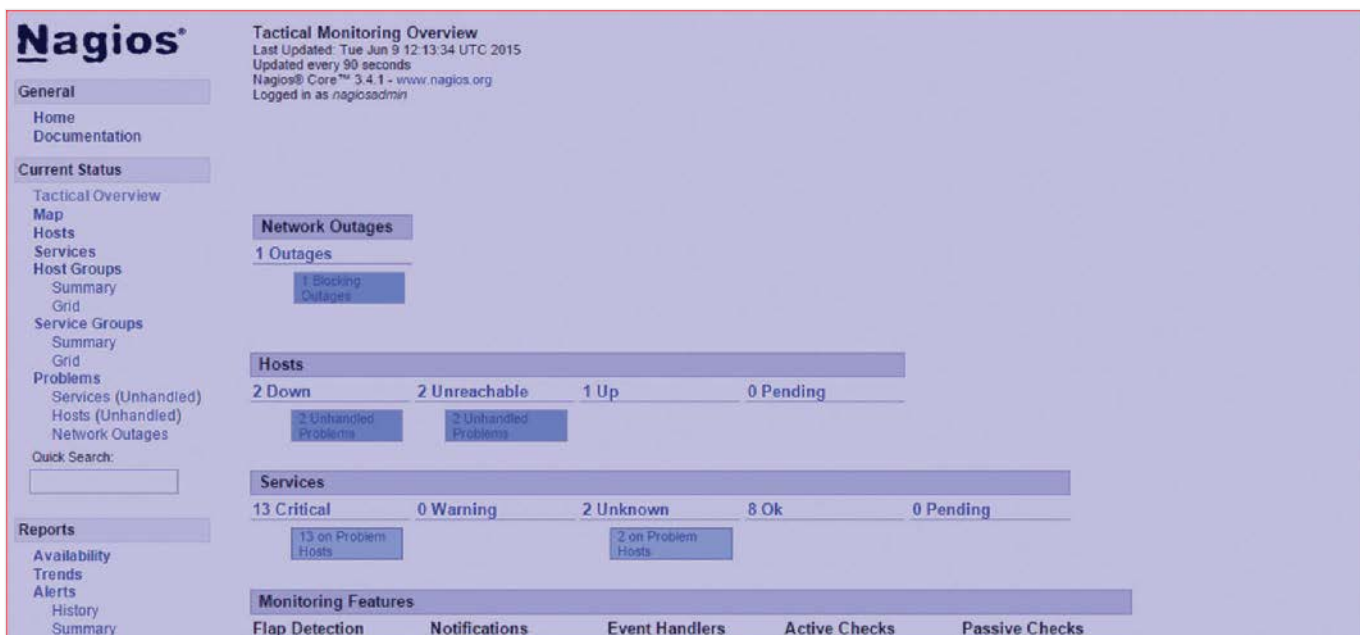 Nagios®
General
Home
Documentation
Current Status
Tactical Overview
Map
Hosts
Services
Host Groups
Summary
Grid
Service Groups
Summary
Grid
Problems
Services (Unhandled)
Hosts (Unhandled)
Network Outages
Quick Search:
Reports
Availability
Trends
Alerts
History
Summary
Tactical Monitoring Overview
Last Updated: Tue Jun 9 12:13:34 UTC 2015
Updated every 90 seconds
Nagios® Core™ 3.4.1 - www.nagios.org
Logged in as nagiosadmin
Network Outages
1 Outages
1 Blocking
Outages
Hosts
2 Down 2 Unreachable 1 Up 0 Pending
2 Unhandled 2 Unhandled
Problems Problems
Services
13 Critical 0 Warning 2 Unknown 8 Ok 0 Pending
13 on Problem 2 on Problem
Hosts Hosts
Monitoring Features
Flap Detection Notifications Event Handlers Active Checks Passive Checks